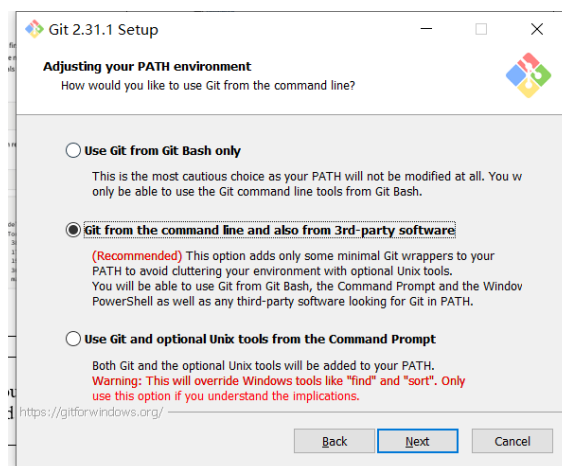 Git 2.31.1 Setup
Adjusting your PATH environment
How would you like to use Git from the command line?
Use Git from Git Bash only
This is the most cautious choice as your PATH will not be modified at all. You w
only be able to use the Git command line tools from Git Bash.
Git from the command line and also from 3rd-party software
(Recommended) This option adds only some minimal Git wrappers to your
PATH to avoid cluttering your environment with optional Unix tools.
You will be able to use Git from Git Bash, the Command Prompt and the Window
PowerShell as well as any third-party software looking for Git in PATH.
Use Git and optional Unix tools from the Command Prompt
Both Git and the optional Unix tools will be added to your PATH.
Warning: This will override Windows tools like "find" and "sort". Only
use this option if you understand the implications.
https://gitforwindows.org/
Back
Next
Cancel